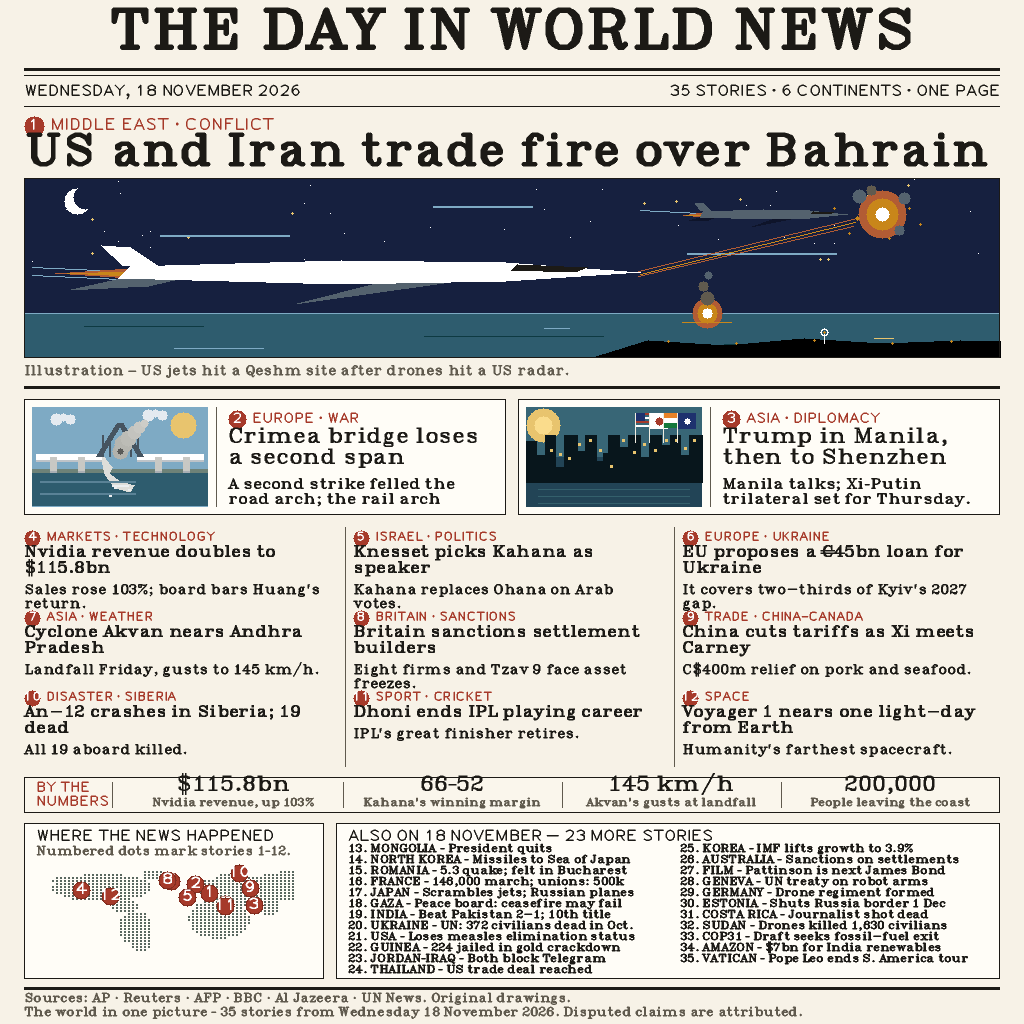 THE DAY IN WORLD NEWS
WEDNESDAY, 18 NOVEMBER 2026
35 STORIES · 6 CONTINENTS · ONE PAGE
1 MIDDLE EAST · CONFLICT
US and Iran trade fire over Bahrain
Illustration – US jets hit a Qeshm site after drones hit a US radar.
2 EUROPE · WAR
Crimea bridge loses
a second span
A second strike felled the
road arch; the rail arch
3 ASIA · DIPLOMACY
Trump in Manila,
then to Shenzhen
Manila talks; Xi-Putin
trilateral set for Thursday.
4 MARKETS · TECHNOLOGY
Nvidia revenue doubles to
$115.8bn
Sales rose 103%; board bars Huang's
return.
5 ISRAEL · POLITICS
Knesset picks Kahana as
speaker
Kahana replaces Ohana on Arab
votes.
6 EUROPE · UKRAINE
EU proposes a €45bn loan for
Ukraine
It covers two-thirds of Kyiv's 2027
gap.
7 ASIA · WEATHER
Cyclone Akvan nears Andhra
Pradesh
Landfall Friday, gusts to 145 km/h.
8 BRITAIN · SANCTIONS
Britain sanctions settlement
builders
Eight firms and Tzav 9 face asset
freezes.
9 TRADE · CHINA-CANADA
China cuts tariffs as Xi meets
Carney
C$400m relief on pork and seafood.
10 DISASTER · SIBERIA
An-12 crashes in Siberia; 19
dead
All 19 aboard killed.
11 SPORT · CRICKET
Dhoni ends IPL playing career
IPL's great finisher retires.
12 SPACE
Voyager 1 nears one light-day
from Earth
Humanity's farthest spacecraft.
BY THE
NUMBERS
$115.8bn
Nvidia revenue, up 103%
66-52
Kahana's winning margin
145 km/h
Akvan's gusts at landfall
200,000
People leaving the coast
WHERE THE NEWS HAPPENED
Numbered dots mark stories 1-12.
4 12 8 2 5 1 10 9 11 3
ALSO ON 18 NOVEMBER — 23 MORE STORIES
13. MONGOLIA - President quits
14. NORTH KOREA - Missiles to Sea of Japan
15. ROMANIA - 5.3 quake; felt in Bucharest
16. FRANCE - 148,000 march; unions: 500k
17. JAPAN - Scrambles jets; Russian planes
18. GAZA - Peace board: ceasefire may fail
19. INDIA - Beat Pakistan 2-1; 10th title
20. UKRAINE - UN: 372 civilians dead in Oct.
21. USA - Loses measles elimination status
22. GUINEA - 224 jailed in gold crackdown
23. JORDAN-IRAQ - Both block Telegram
24. THAILAND - US trade deal reached
25. KOREA - IMF lifts growth to 3.9%
26. AUSTRALIA - Sanctions on settlements
27. FILM - Pattinson is next James Bond
28. GENEVA - UN treaty on robot arms
29. GERMANY - Drone regiment formed
30. ESTONIA - Shuts Russia border 1 Dec
31. COSTA RICA - Journalist shot dead
32. SUDAN - Drones killed 1,630 civilians
33. COP31 - Draft seeks fossil-fuel exit
34. AMAZON - $7bn for India renewables
35. VATICAN - Pope Leo ends S. America tour
Sources: AP · Reuters · AFP · BBC · Al Jazeera · UN News. Original drawings.
The world in one picture - 35 stories from Wednesday 18 November 2026. Disputed claims are attributed.